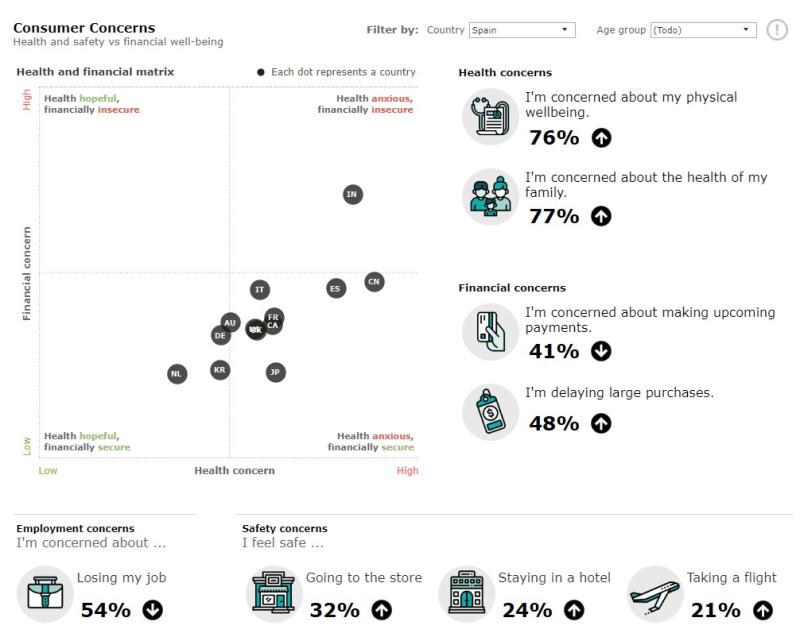 Consumer Concerns
Health and safety vs financial well-being
Filter by: Country Spain Age group (Todo) !
Health and financial matrix
Each dot represents a country
High
Health hopeful,
financially insecure
Health anxious,
financially insecure
Financial concern
IN
CN
ES
IT
FR
CA
AU
UK
DE
KR
JP
NL
Low
Health hopeful,
financially secure
Health anxious,
financially secure
Low
Health concern
High
Health concerns
I'm concerned about my physical
wellbeing.
76%
I'm concerned about the health of my
family.
77%
Financial concerns
I'm concerned about making upcoming
payments.
41%
I'm delaying large purchases.
48%
Employment concerns
I'm concerned about ...
Losing my job
54%
Safety concerns
I feel safe ...
Going to the store
32%
Staying in a hotel
24%
Taking a flight
21%